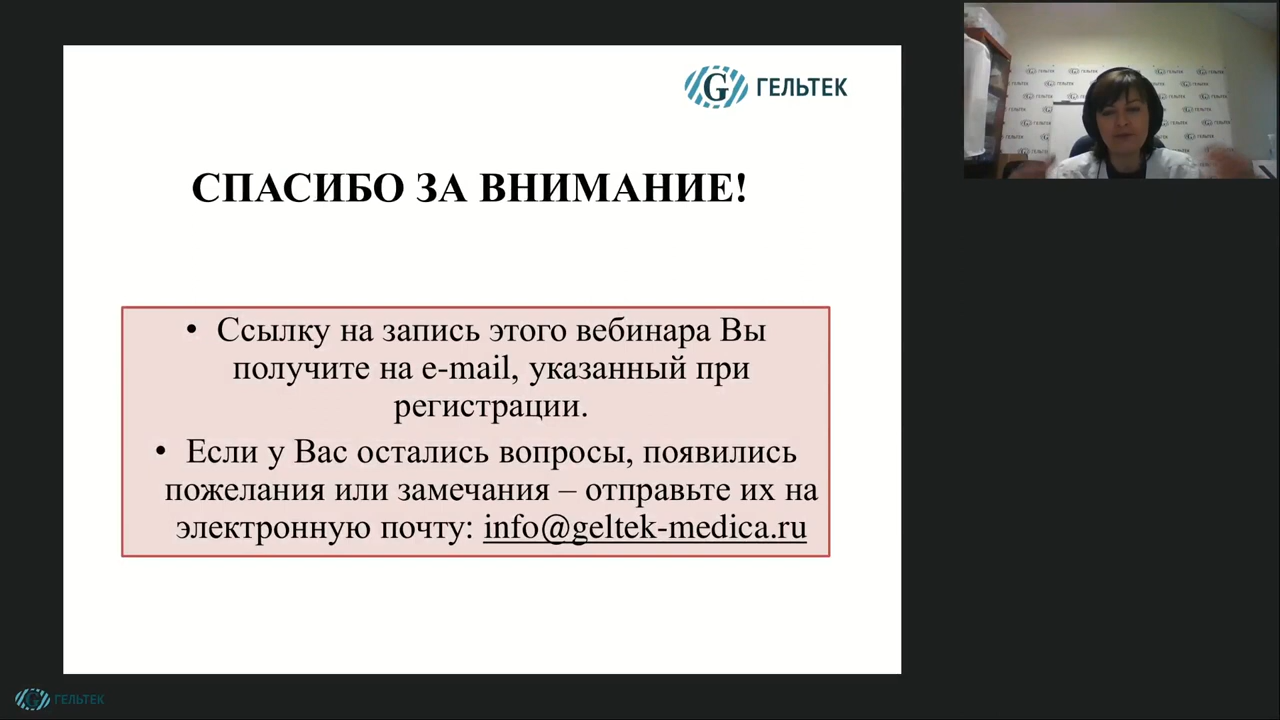 ГЕЛЬТЕК
СПАСИБО ЗА ВНИМАНИЕ!
• Ссылку на запись этого вебинара Вы
получите на e-mail, указанный при
регистрации.
• Если у Вас остались вопросы, появились
пожелания или замечания – отправьте их на
электронную почту: info@geltek-medica.ru
ГЕЛЬТЕК